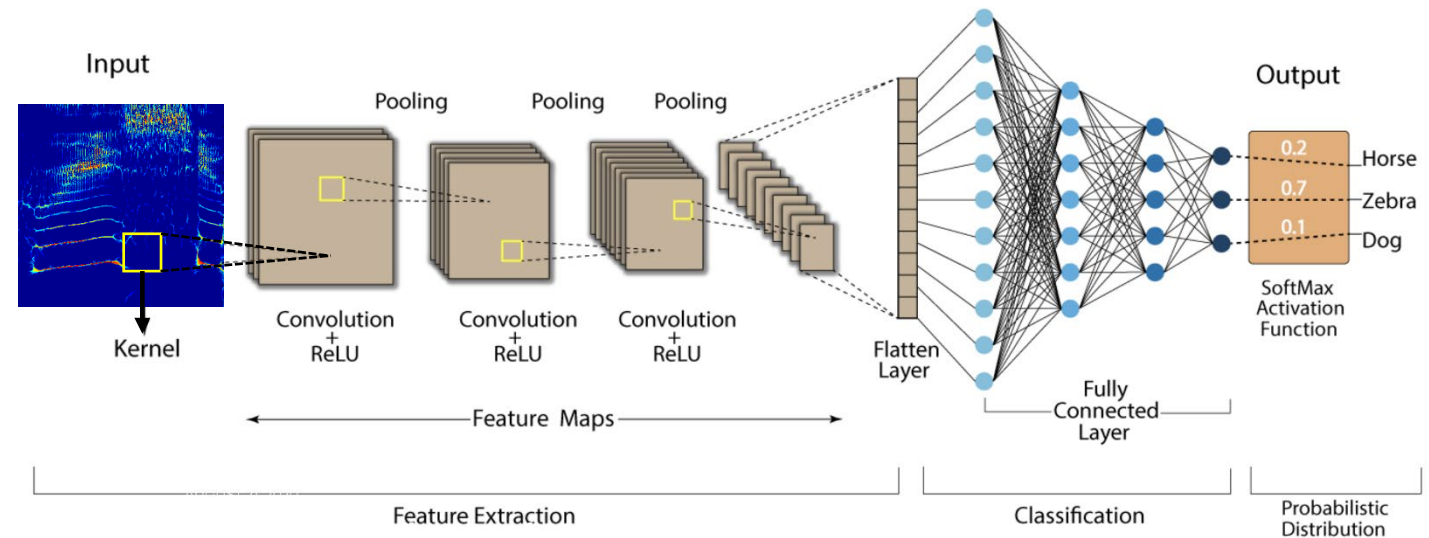 Input
Output
Pooling
Pooling
Pooling
0.2
Horse
0.7
Zebra
0.1
Dog
Kernel
Convolution
+
ReLU
Convolution
+
ReLU
Convolution
+
ReLU
Flatten
Layer
SoftMax
Activation
Function
Feature Maps
Fully
Connected
Layer
Feature Extraction
Classification
Probabilistic
Distribution